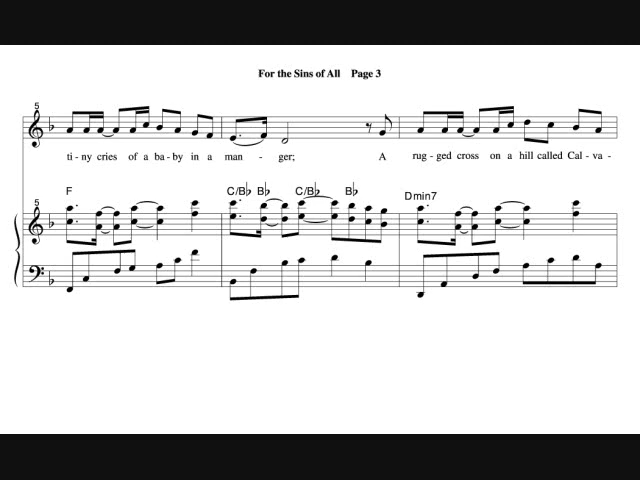 For the Sins of All Page 3
5
ti - ny cries of a ba - by in a man - ger; A rug - ged cross on a hill called Cal - va -
5 F C/B♭ B♭ C/B♭ B♭ Dmin7